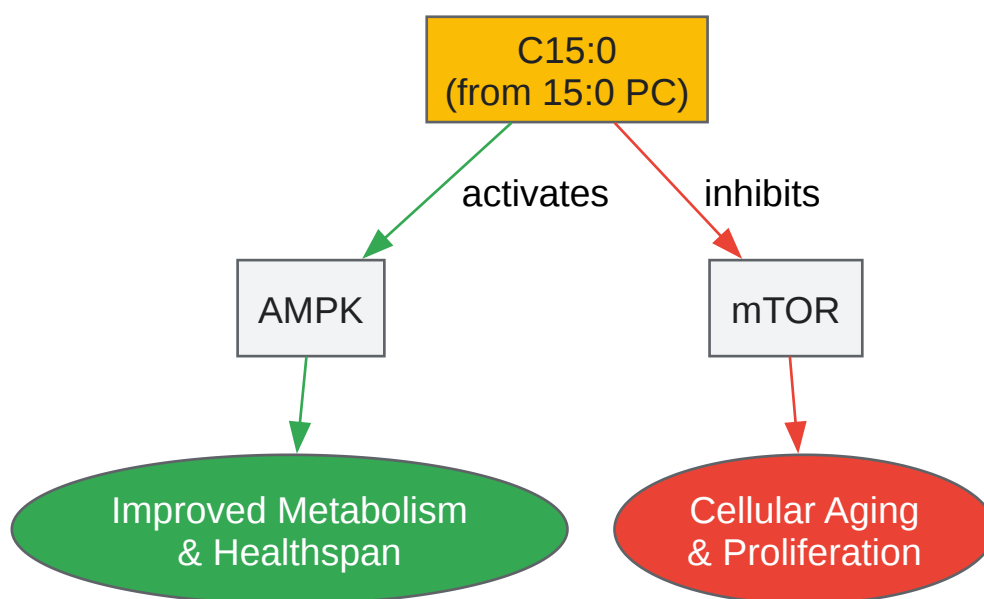 C15:0
(from 15:0 PC)
activates
inhibits
AMPK
mTOR
Improved Metabolism
& Healthspan
Cellular Aging
& Proliferation